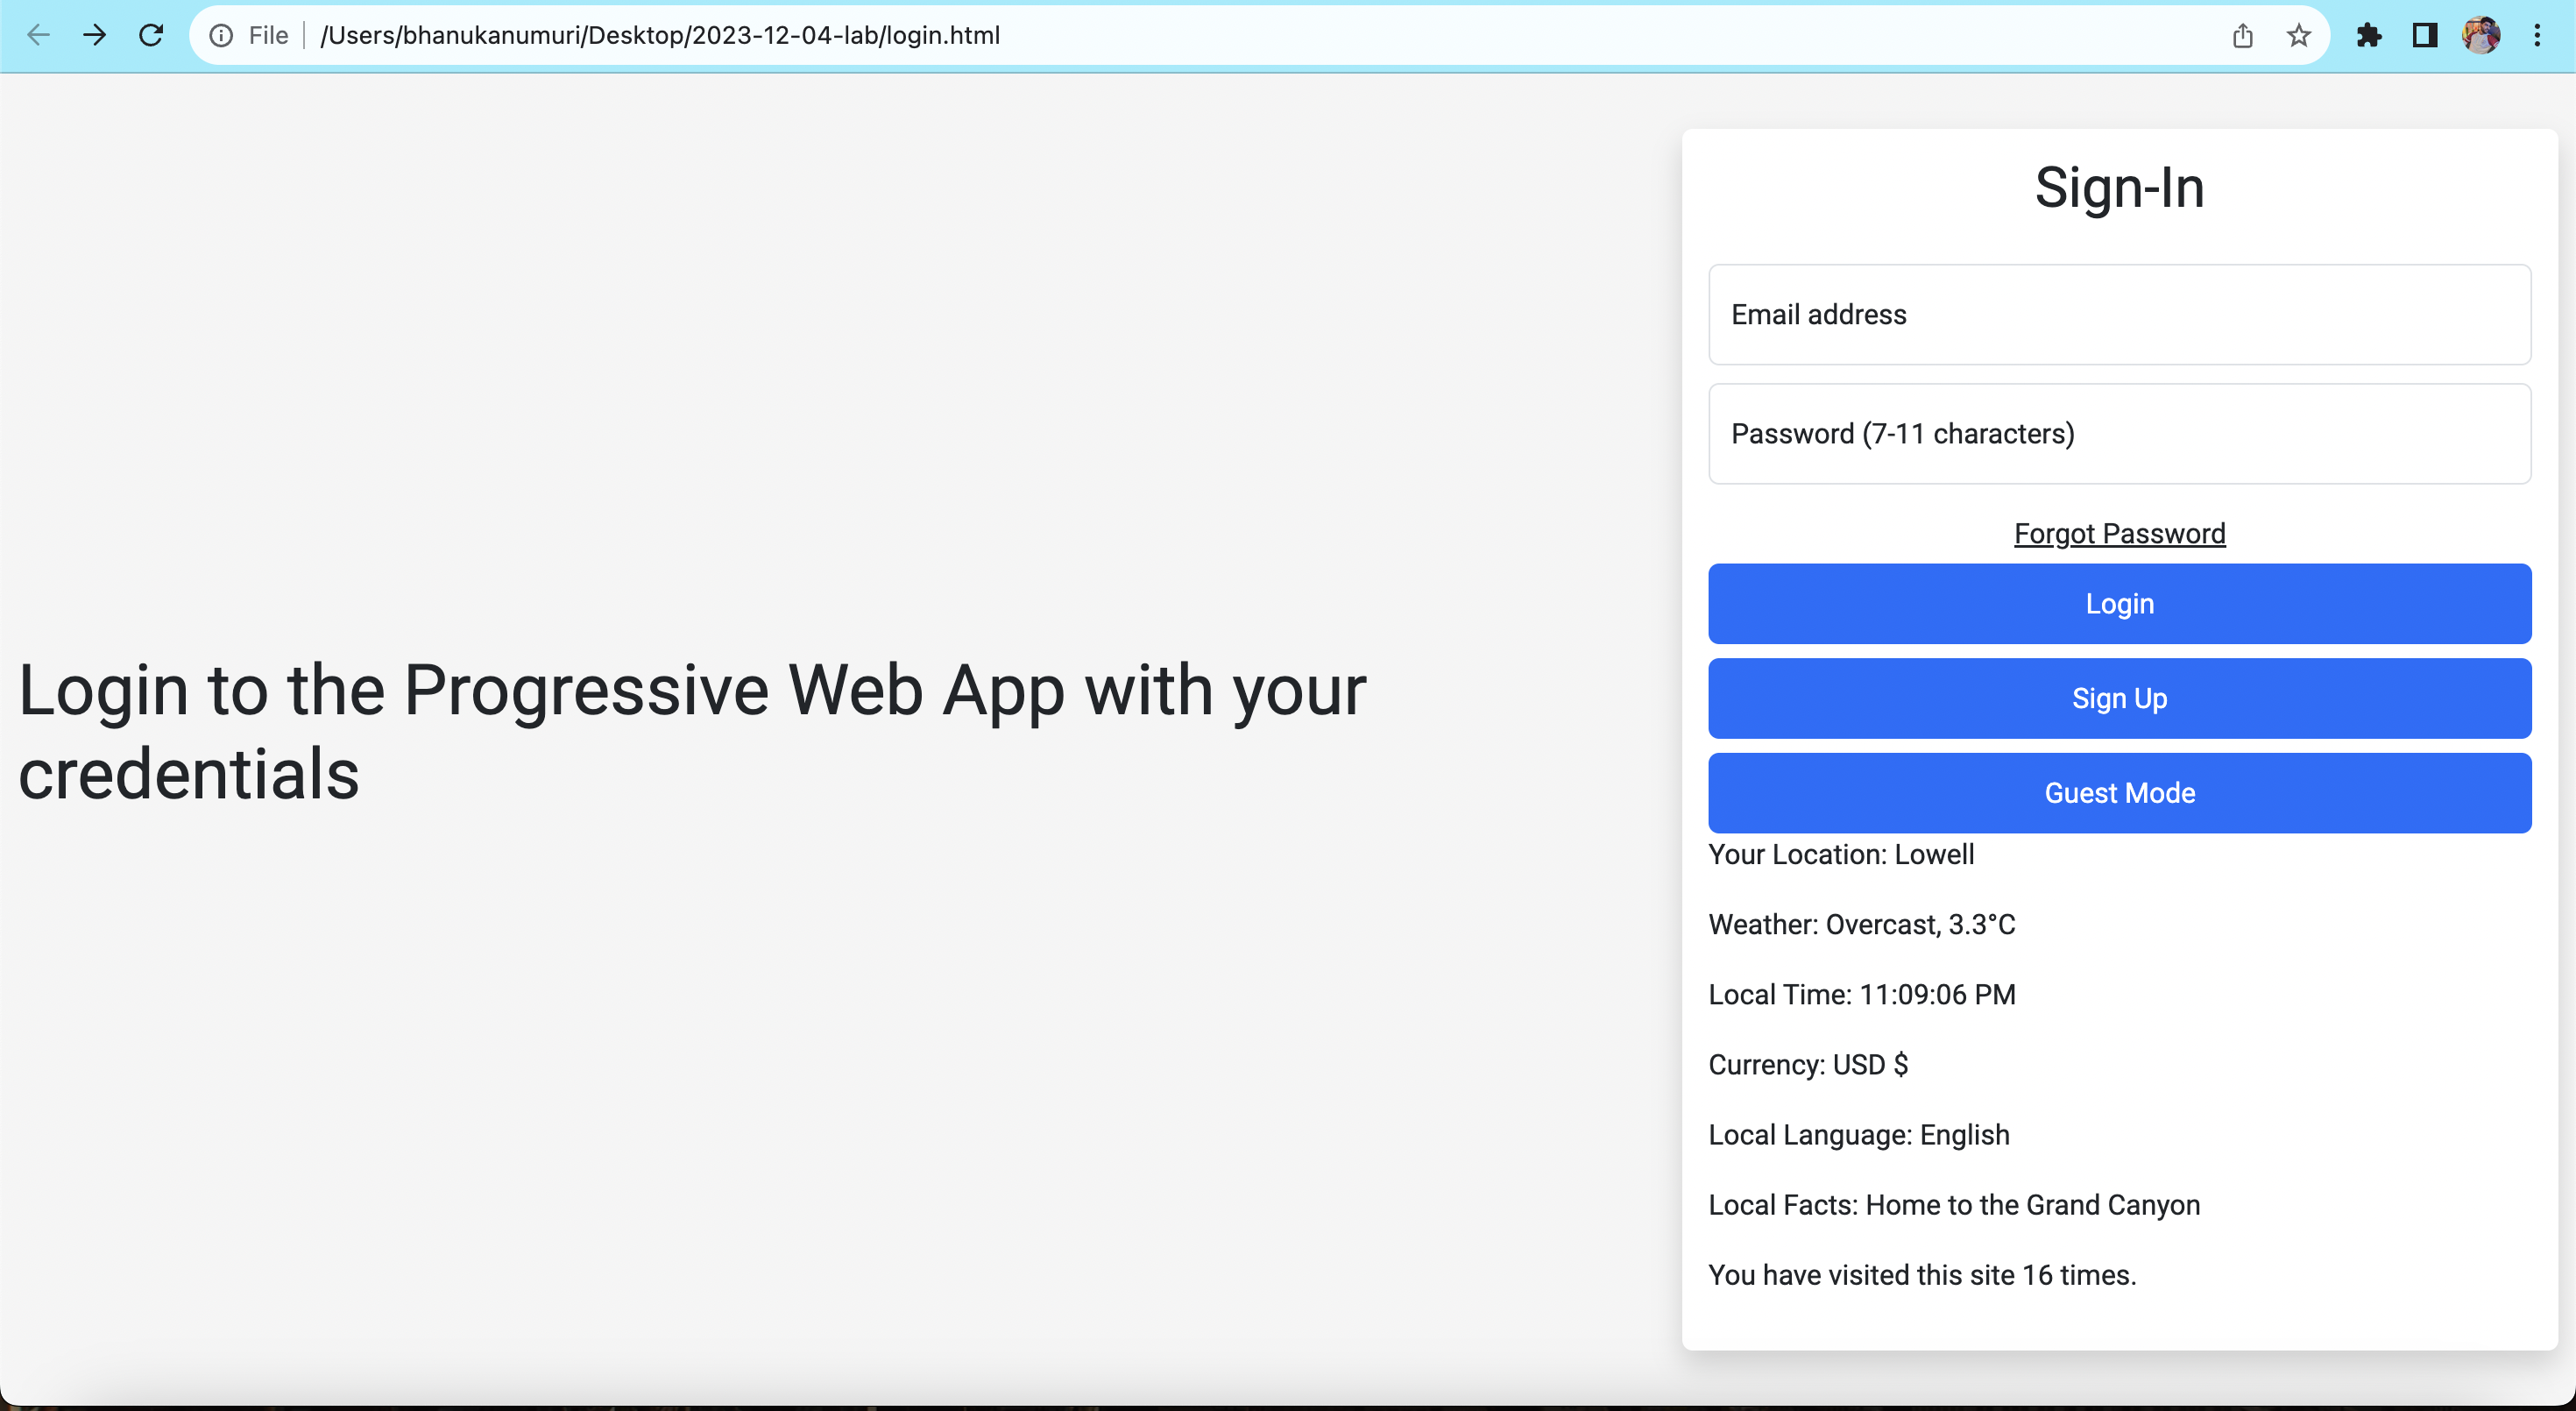 File /Users/bhanukanumuri/Desktop/2023-12-04-lab/login.html
Login to the Progressive Web App with your
credentials
Sign-In
Email address
Password (7-11 characters)
Forgot Password
Login
Sign Up
Guest Mode
Your Location: Lowell
Weather: Overcast, 3.3°C
Local Time: 11:09:06 PM
Currency: USD $
Local Language: English
Local Facts: Home to the Grand Canyon
You have visited this site 16 times.